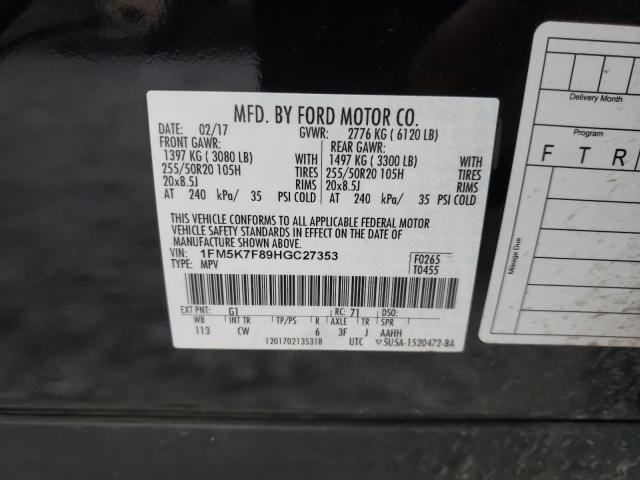 MFD. BY FORD MOTOR CO.
DATE: 02/17 GVWR: 2776 KG ( 6120 LB)
FRONT GAWR: REAR GAWR:
1397 KG ( 3080 LB) WITH 1497 KG ( 3300 LB) WITH
255/50R20 105H TIRES 255/50R20 105H TIRES
20x8.5J RIMS 20x8.5J RIMS
AT 240 kPa/ 35 PSI COLD AT 240 kPa/ 35 PSI COLD
THIS VEHICLE CONFORMS TO ALL APPLICABLE FEDERAL MOTOR
VEHICLE SAFETY STANDARDS IN EFFECT ON THE DATE OF
MANUFACTURE SHOWN ABOVE.
VIN: 1FM5K7F89HGC27353 F0265
TYPE: MPV T0455
EXT PNT: G1 RC: 71
WB INT TR TP/PS R AXLE TR SPR
113 CW 6 3F J AAHH
1201702135318 UTC 5U5A-1520472-BA
Delivery Month
Program
F T R
Mileage Due